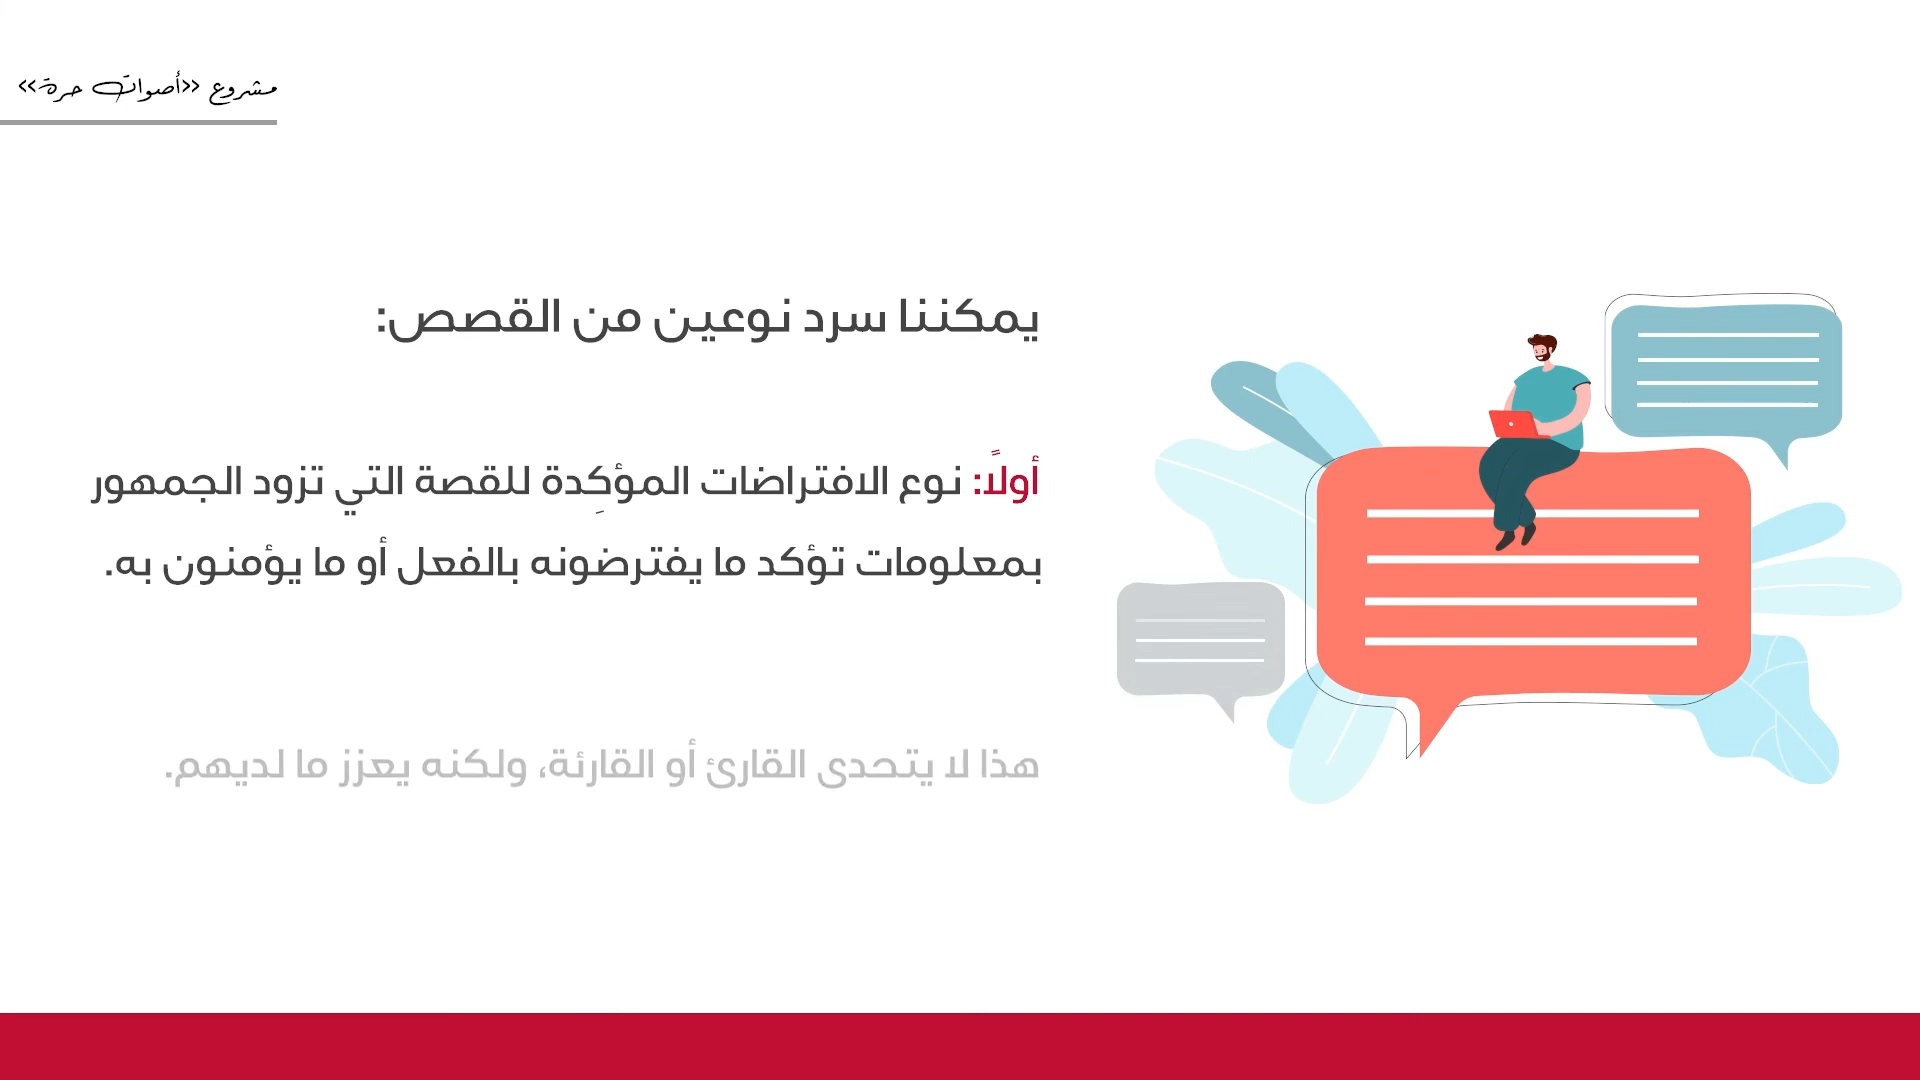 مشروع <<أصوات حرة>>
يمكننا سرد نوعين من القصص:
أولًا: نوع الافتراضات المؤكِدة للقصة التي تزود الجمهور
بمعلومات تؤكد ما يفترضونه بالفعل أو ما يؤمنون به.
هذا لا يتحدى القارئ أو القارئة، ولكنه يعزز ما لديهم.